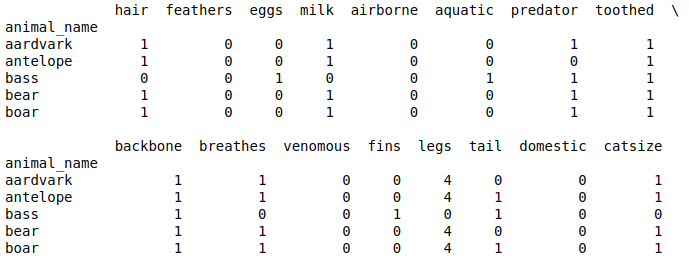 hair feathers eggs milk airborne aquatic predator toothed \
animal_name
aardvark 1 0 0 1 0 0 1 1
antelope 1 0 0 1 0 0 0 1
bass 0 0 1 0 0 1 1 1
bear 1 0 0 1 0 0 1 1
boar 1 0 0 1 0 0 1 1
backbone breathes venomous fins legs tail domestic catsize
animal_name
aardvark 1 1 0 0 4 0 0 1
antelope 1 1 0 0 4 1 0 1
bass 1 0 0 1 0 1 0 0
bear 1 1 0 0 4 0 0 1
boar 1 1 0 0 4 1 0 1